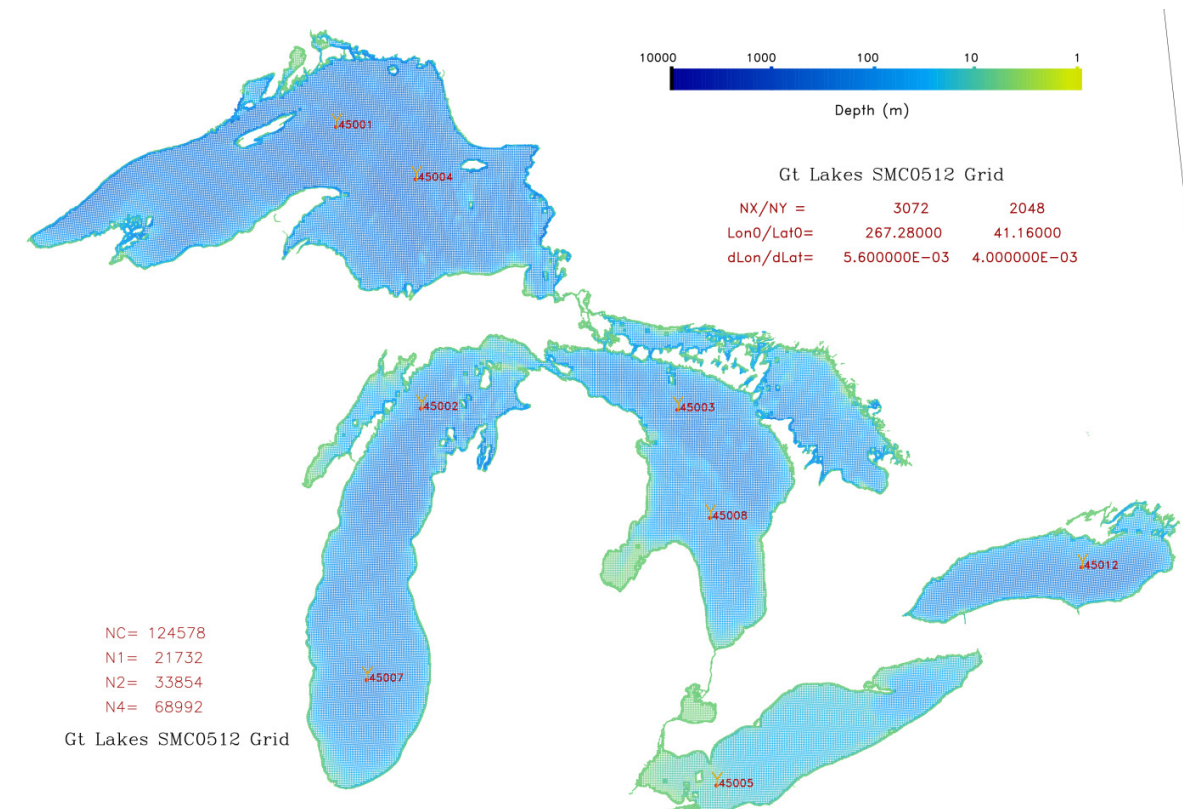 10000 1000 100 10 1
Depth (m)
45001
45004
Gt Lakes SMC0512 Grid
NX/NY = 3072 2048
Lon0/Lat0= 267.28000 41.16000
dLon/dLat= 5.600000E-03 4.000000E-03
45002
45003
45008
45012
NC= 124578
N1= 21732
N2= 33854
N4= 68992
45007
Gt Lakes SMC0512 Grid
45005